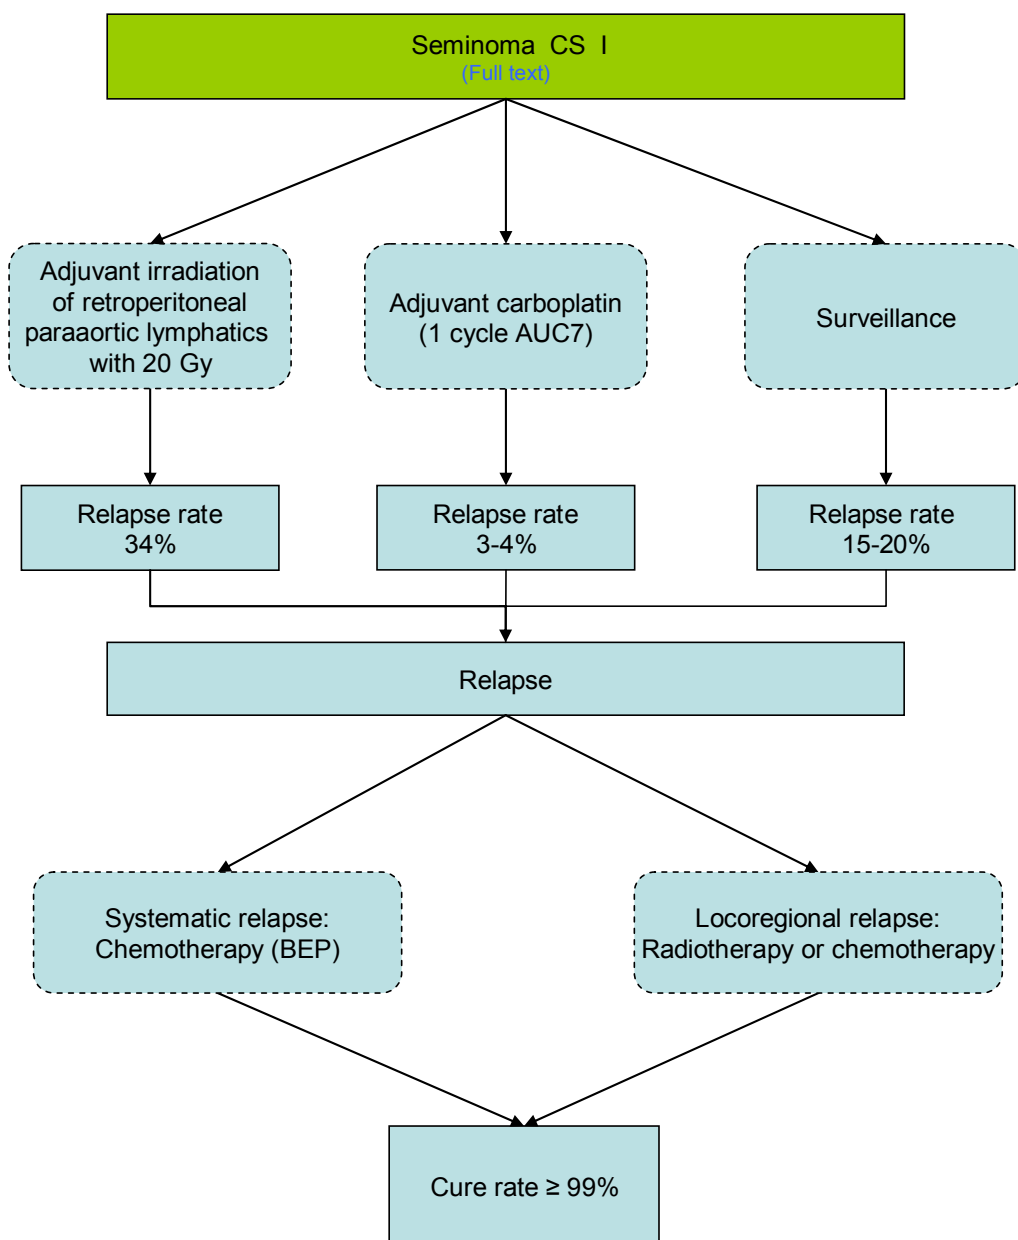 Seminoma CS I
(Full text)
Adjuvant irradiation
of retroperitoneal
paraaortic lymphatics
with 20 Gy
Adjuvant carboplatin
(1 cycle AUC7)
Surveillance
Relapse rate
34%
Relapse rate
3-4%
Relapse rate
15-20%
Relapse
Systematic relapse:
Chemotherapy (BEP)
Locoregional relapse:
Radiotherapy or chemotherapy
Cure rate ≥ 99%